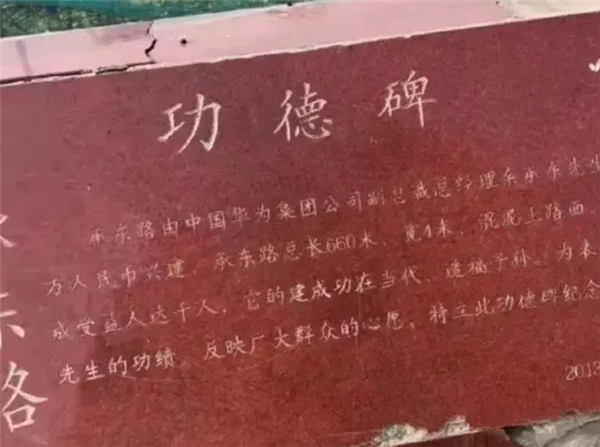 功德碑
承东路由中国华为集团公司副总裁总经理余承东先生
万人民币兴建 承东路总长660米、宽4米、混泥土路面。
成受益人达千人，它的建成功在当代、造福子孙。为表
先生的功绩。反映广大群众的心愿。特立此功德碑纪念
2013
东
路